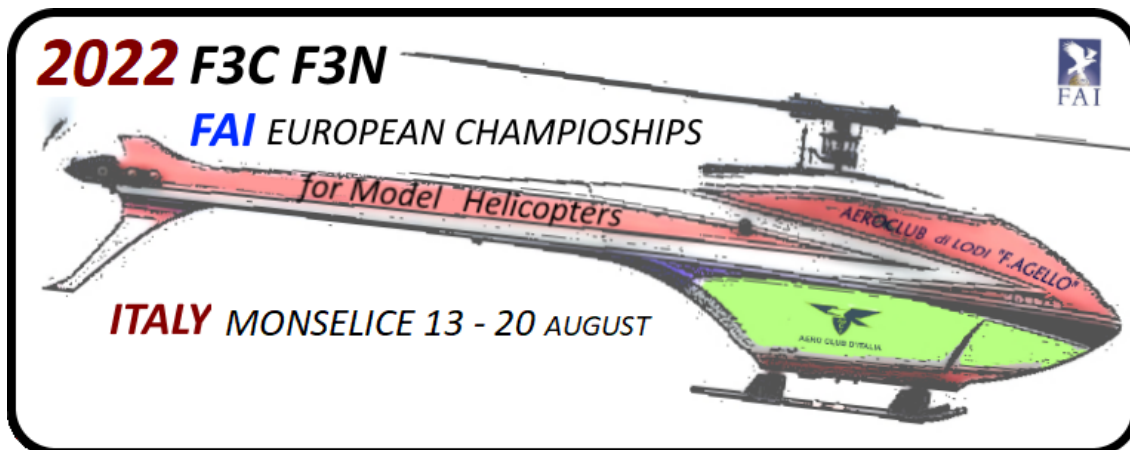 2022 F3C F3N
FAI
FAI EUROPEAN CHAMPIOSHIPS
for Model Helicopters
AEROCLUB di LODI "F.AGELLO"
ITALY MONSELICE 13 - 20 AUGUST
AERO CLUB D'ITALIA